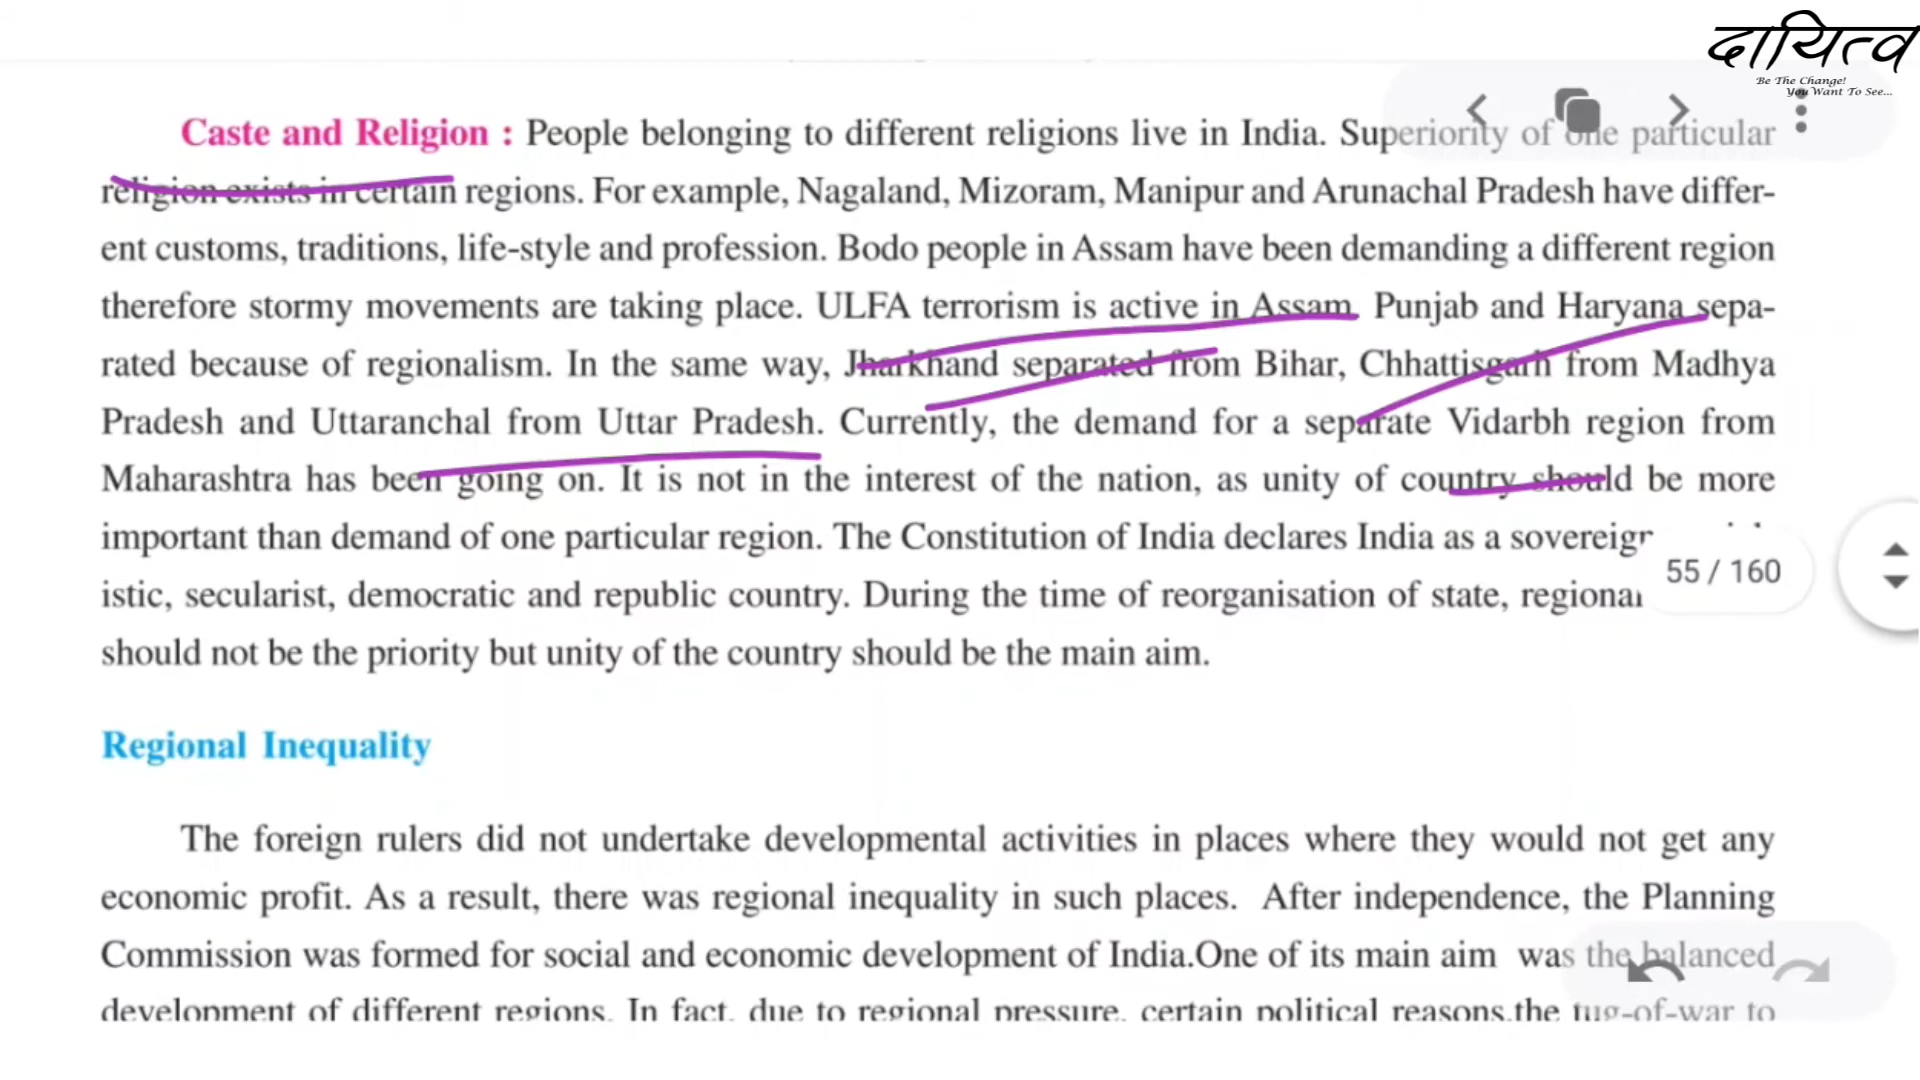 दायित्व
Be The Change!
You Want To See...
Caste and Religion : People belonging to different religions live in India. Superiority of one particular
religion exists in certain regions. For example, Nagaland, Mizoram, Manipur and Arunachal Pradesh have differ-
ent customs, traditions, life-style and profession. Bodo people in Assam have been demanding a different region
therefore stormy movements are taking place. ULFA terrorism is active in Assam. Punjab and Haryana sepa-
rated because of regionalism. In the same way, Jharkhand separated from Bihar, Chhattisgarh from Madhya
Pradesh and Uttaranchal from Uttar Pradesh. Currently, the demand for a separate Vidarbh region from
Maharashtra has been going on. It is not in the interest of the nation, as unity of country should be more
important than demand of one particular region. The Constitution of India declares India as a sovereign
55 / 160
istic, secularist, democratic and republic country. During the time of reorganisation of state, regional
should not be the priority but unity of the country should be the main aim.
Regional Inequality
The foreign rulers did not undertake developmental activities in places where they would not get any
economic profit. As a result, there was regional inequality in such places. After independence, the Planning
Commission was formed for social and economic development of India.One of its main aim was the balanced
development of different regions. In fact, due to regional pressure, certain political reasons,the tug-of-war to